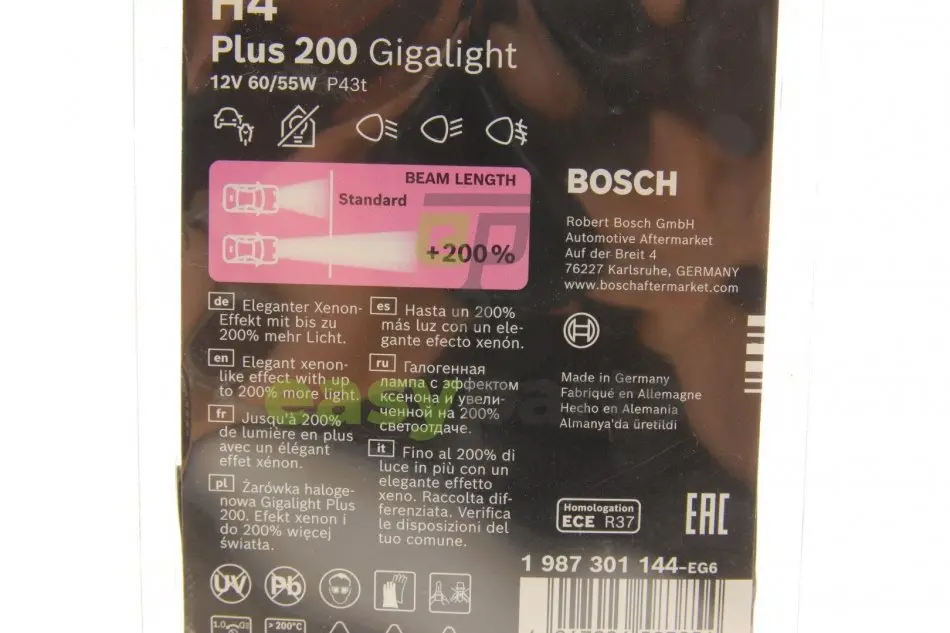 H4
Plus 200 Gigalight
12V 60/55W P43t
BEAM LENGTH
Standard
+200%
BOSCH
Robert Bosch GmbH
Automotive Aftermarket
Auf der Breit 4
76227 Karlsruhe, GERMANY
www.boschaftermarket.com
de Eleganter Xenon-
Effekt mit bis zu
200% mehr Licht.
en Elegant xenon-
like effect with up
to 200% more light.
fr Jusqu'à 200%
de lumière en plus
avec un élégant
effet xénon.
pl Żarówka haloge-
nowa Gigalight Plus
200. Efekt xenon i
do 200% więcej
światła.
es Hasta un 200%
más luz con un ele-
gante efecto xenón.
ru Галогенная
лампа с эффектом
ксенона и увели-
ченной на 200%
светоотдаче.
it Fino al 200% di
luce in più con un
elegante effetto
xeno. Raccolta dif-
ferenziata. Verifica
le disposizioni del
tuo comune.
Made in Germany
Fabriqué en Allemagne
Hecho en Alemania
Almanya'da üretildi
Homologation
ECE R37
EAC
1 987 301 144-EG6
UV
Pb
> 200°C
easy